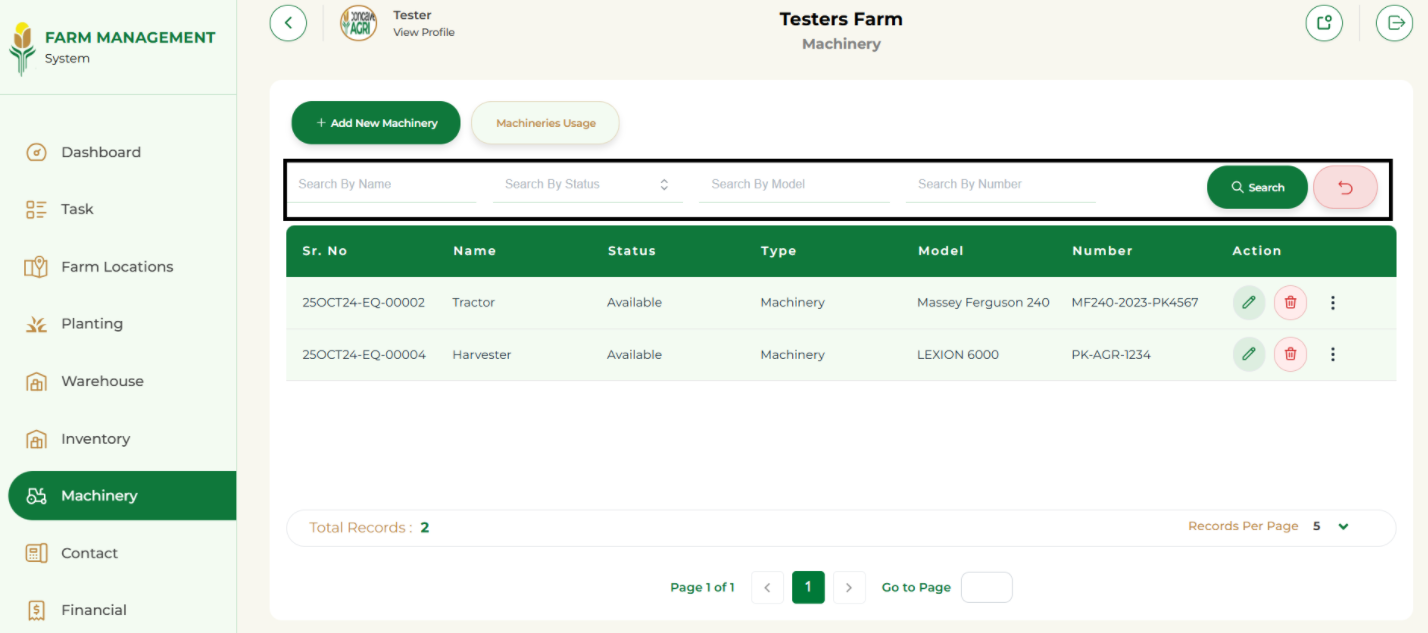 FARM MANAGEMENT
System
Tester
View Profile
concave
AGRI
Testers Farm
Machinery
Dashboard
Task
Farm Locations
Planting
Warehouse
Inventory
Machinery
Contact
Financial
+ Add New Machinery
Machineries Usage
Search By Name
Search By Status
Search By Model
Search By Number
Search
Sr. No Name Status Type Model Number Action
25OCT24-EQ-00002 Tractor Available Machinery Massey Ferguson 240 MF240-2023-PK4567
25OCT24-EQ-00004 Harvester Available Machinery LEXION 6000 PK-AGR-1234
Total Records : 2
Records Per Page 5
Page 1 of 1 < 1 > Go to Page